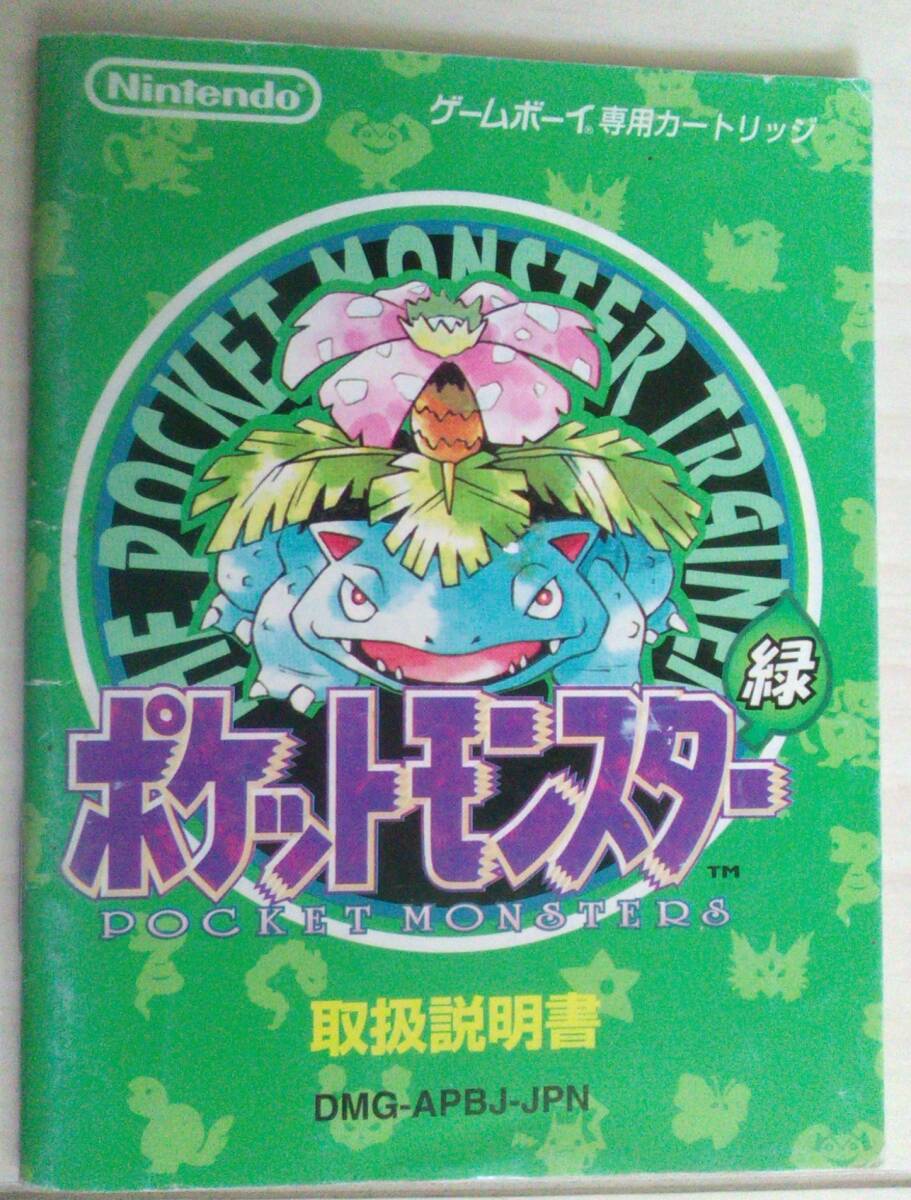 Nintendo®
ゲームボーイ®専用カートリッジ
THE POCKET MONSTER TRAINER
緑
ポケットモンスター
TM
POCKET MONSTERS
取扱説明書
DMG-APBJ-JPN